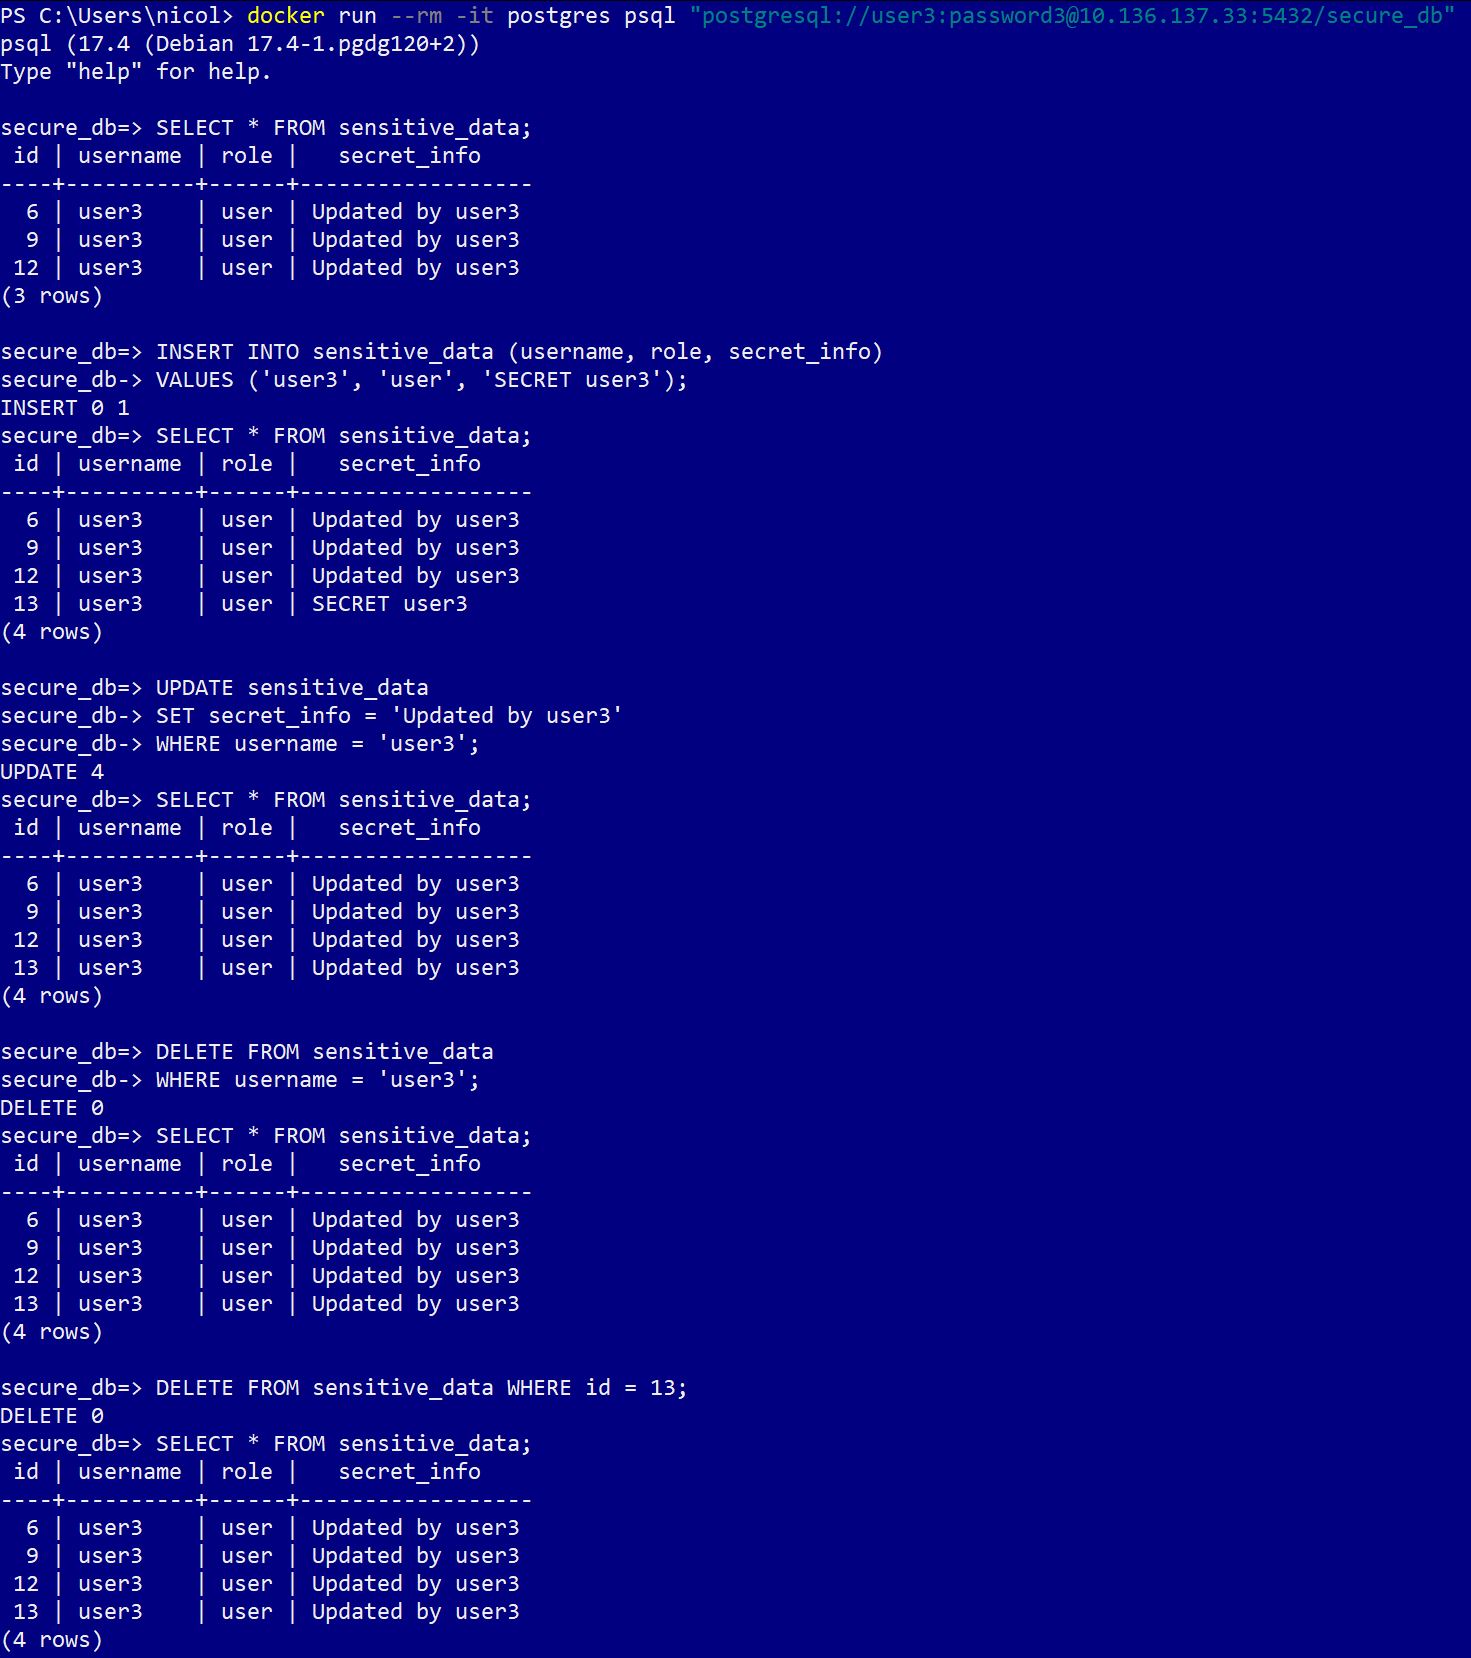 PS C:\Users\nicol> docker run --rm -it postgres psql "postgresql://user3:password3@10.136.137.33:5432/secure_db"
psql (17.4 (Debian 17.4-1.pgdg120+2))
Type "help" for help.

secure_db=> SELECT * FROM sensitive_data;
 id | username | role |   secret_info
----+----------+------+------------------
  6 | user3    | user | Updated by user3
  9 | user3    | user | Updated by user3
 12 | user3    | user | Updated by user3
(3 rows)

secure_db=> INSERT INTO sensitive_data (username, role, secret_info)
secure_db-> VALUES ('user3', 'user', 'SECRET user3');
INSERT 0 1
secure_db=> SELECT * FROM sensitive_data;
 id | username | role |   secret_info
----+----------+------+------------------
  6 | user3    | user | Updated by user3
  9 | user3    | user | Updated by user3
 12 | user3    | user | Updated by user3
 13 | user3    | user | SECRET user3
(4 rows)

secure_db=> UPDATE sensitive_data
secure_db-> SET secret_info = 'Updated by user3'
secure_db-> WHERE username = 'user3';
UPDATE 4
secure_db=> SELECT * FROM sensitive_data;
 id | username | role |   secret_info
----+----------+------+------------------
  6 | user3    | user | Updated by user3
  9 | user3    | user | Updated by user3
 12 | user3    | user | Updated by user3
 13 | user3    | user | Updated by user3
(4 rows)

secure_db=> DELETE FROM sensitive_data
secure_db-> WHERE username = 'user3';
DELETE 0
secure_db=> SELECT * FROM sensitive_data;
 id | username | role |   secret_info
----+----------+------+------------------
  6 | user3    | user | Updated by user3
  9 | user3    | user | Updated by user3
 12 | user3    | user | Updated by user3
 13 | user3    | user | Updated by user3
(4 rows)

secure_db=> DELETE FROM sensitive_data WHERE id = 13;
DELETE 0
secure_db=> SELECT * FROM sensitive_data;
 id | username | role |   secret_info
----+----------+------+------------------
  6 | user3    | user | Updated by user3
  9 | user3    | user | Updated by user3
 12 | user3    | user | Updated by user3
 13 | user3    | user | Updated by user3
(4 rows)